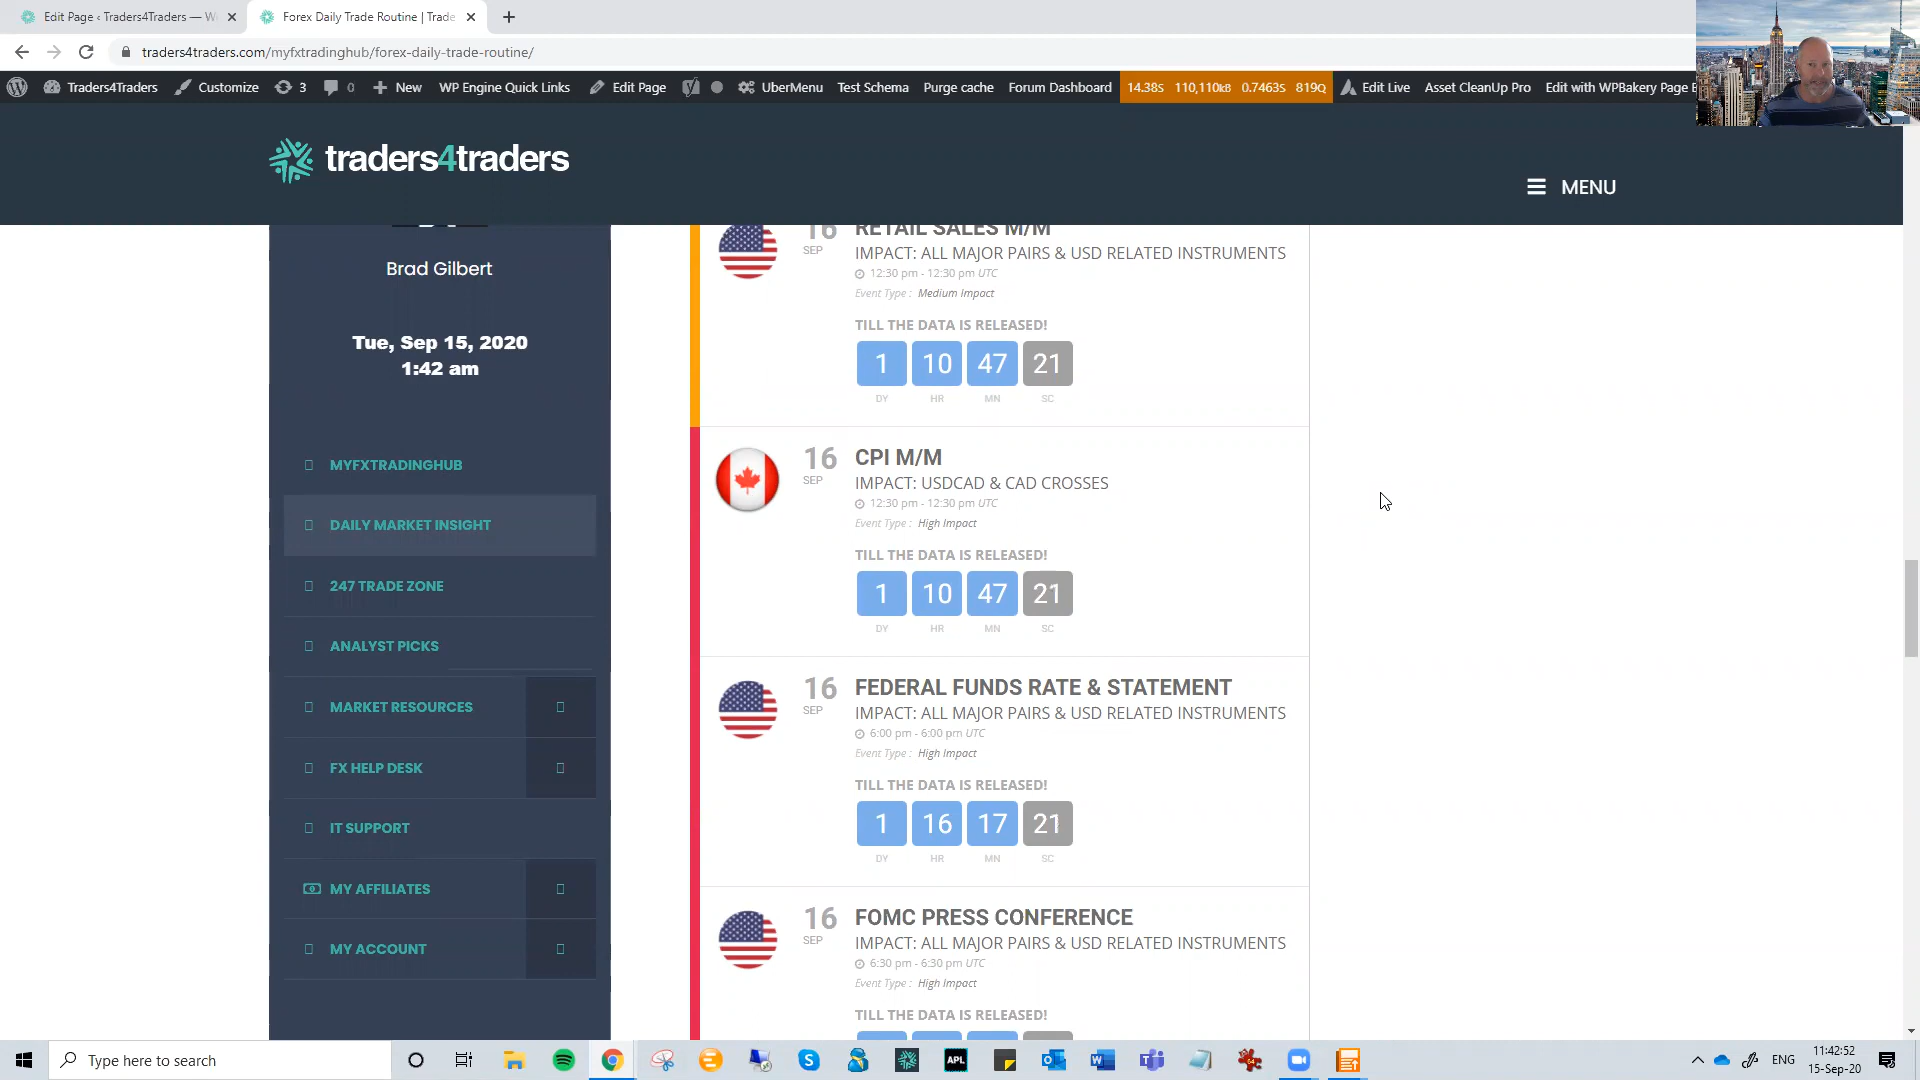 Edit Page ‹ Traders4Traders — W
Forex Daily Trade Routine | Trade
traders4traders.com/myfxtradinghub/forex-daily-trade-routine/
Traders4Traders
Customize
3
0
New
WP Engine Quick Links
Edit Page
UberMenu
Test Schema
Purge cache
Forum Dashboard
14.38S 110,110KB 0.7463S 819Q
Edit Live
Asset CleanUp Pro
Edit with WPBakery Page
traders4traders
MENU
Brad Gilbert
Tue, Sep 15, 2020
1:42 am
MYFXTRADINGHUB
DAILY MARKET INSIGHT
247 TRADE ZONE
ANALYST PICKS
MARKET RESOURCES
FX HELP DESK
IT SUPPORT
MY AFFILIATES
MY ACCOUNT
16 SEP
RETAIL SALES M/M
IMPACT: ALL MAJOR PAIRS & USD RELATED INSTRUMENTS
12:30 pm - 12:30 pm UTC
Event Type : Medium Impact
TILL THE DATA IS RELEASED!
1 10 47 21
DY HR MN SC
16 SEP
CPI M/M
IMPACT: USDCAD & CAD CROSSES
12:30 pm - 12:30 pm UTC
Event Type : High Impact
TILL THE DATA IS RELEASED!
1 10 47 21
DY HR MN SC
16 SEP
FEDERAL FUNDS RATE & STATEMENT
IMPACT: ALL MAJOR PAIRS & USD RELATED INSTRUMENTS
6:00 pm - 6:00 pm UTC
Event Type : High Impact
TILL THE DATA IS RELEASED!
1 16 17 21
DY HR MN SC
16 SEP
FOMC PRESS CONFERENCE
IMPACT: ALL MAJOR PAIRS & USD RELATED INSTRUMENTS
6:30 pm - 6:30 pm UTC
Event Type : High Impact
TILL THE DATA IS RELEASED!
Type here to search
APL
64
ENG
11:42:52
15-Sep-20